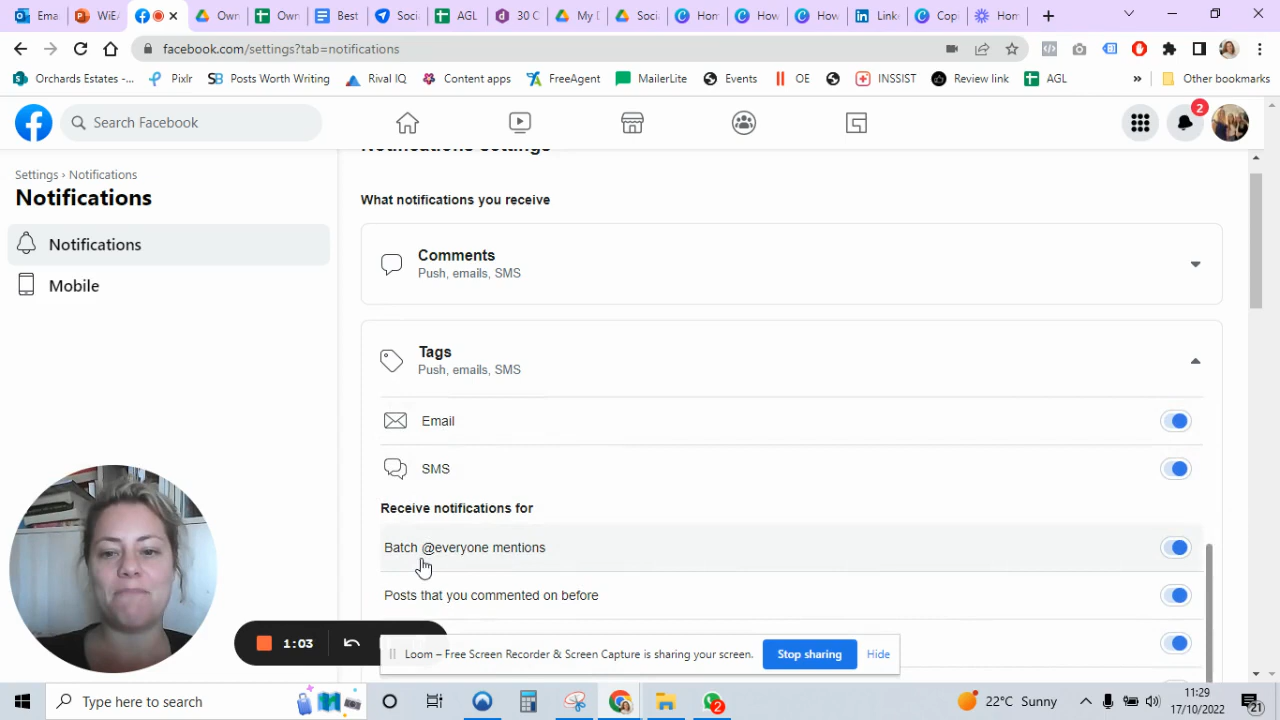 Ema
WiE
Own
Own
Best
Soci
AGL
30 C
My D
Soci
Hor
How
How
Link
Cop
Hon
facebook.com/settings?tab=notifications
Orchards Estates -...
Pixlr
Posts Worth Writing
Rival IQ
Content apps
FreeAgent
MailerLite
Events
OE
INSSIST
Review link
AGL
»
Other bookmarks
Search Facebook
2
Settings › Notifications
Notifications
Notifications
Mobile
Notifications settings
What notifications you receive
Comments
Push, emails, SMS
Tags
Push, emails, SMS
Email
SMS
Receive notifications for
Batch @everyone mentions
Posts that you commented on before
1:03
Loom – Free Screen Recorder & Screen Capture is sharing your screen.
Stop sharing
Hide
Type here to search
2
22°C Sunny
11:29
17/10/2022
21